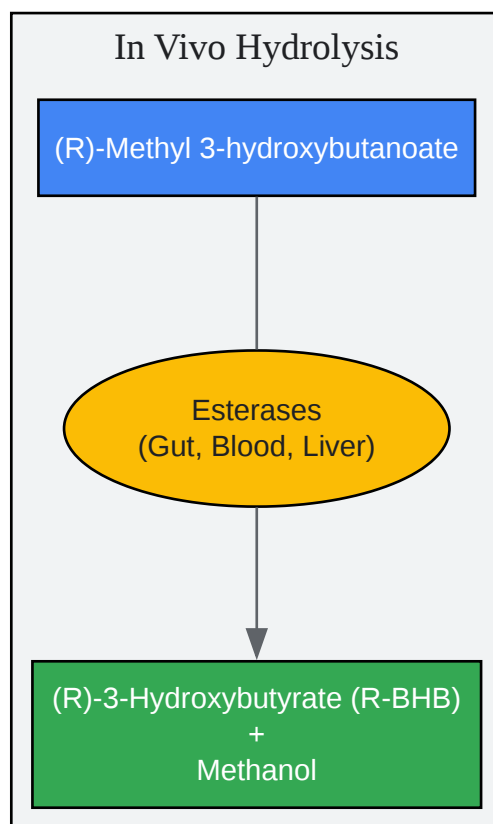 In Vivo Hydrolysis
(R)-Methyl 3-hydroxybutanoate
Esterases
(Gut, Blood, Liver)
(R)-3-Hydroxybutyrate (R-BHB)
+
Methanol